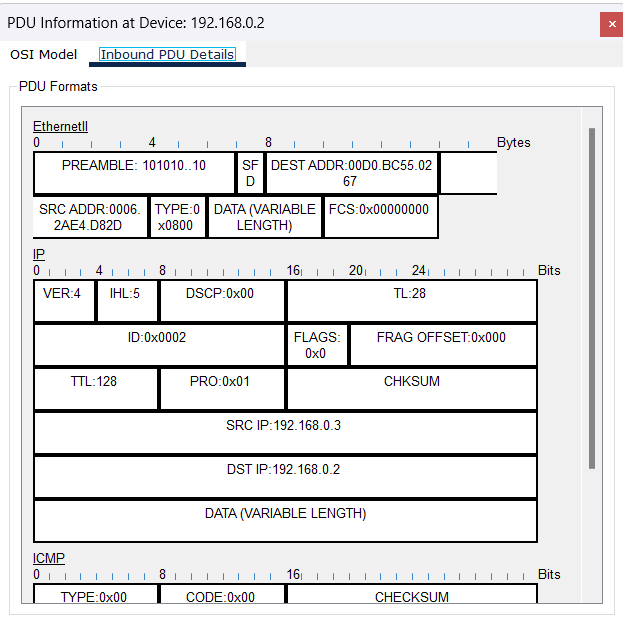 PDU Information at Device: 192.168.0.2
OSI Model Inbound PDU Details
PDU Formats
EthernetII
0 4 8 Bytes
PREAMBLE: 101010..10 SF DEST ADDR:00D0.BC55.02
D 67
SRC ADDR:0006. TYPE:0 DATA (VARIABLE FCS:0x00000000
2AE4.D82D x0800 LENGTH)
IP
0 4 8 16 20 24 Bits
VER:4 IHL:5 DSCP:0x00 TL:28
ID:0x0002 FLAGS: FRAG OFFSET:0x000
0x0
TTL:128 PRO:0x01 CHKSUM
SRC IP:192.168.0.3
DST IP:192.168.0.2
DATA (VARIABLE LENGTH)
ICMP
0 8 16 Bits
TYPE:0x00 CODE:0x00 CHECKSUM